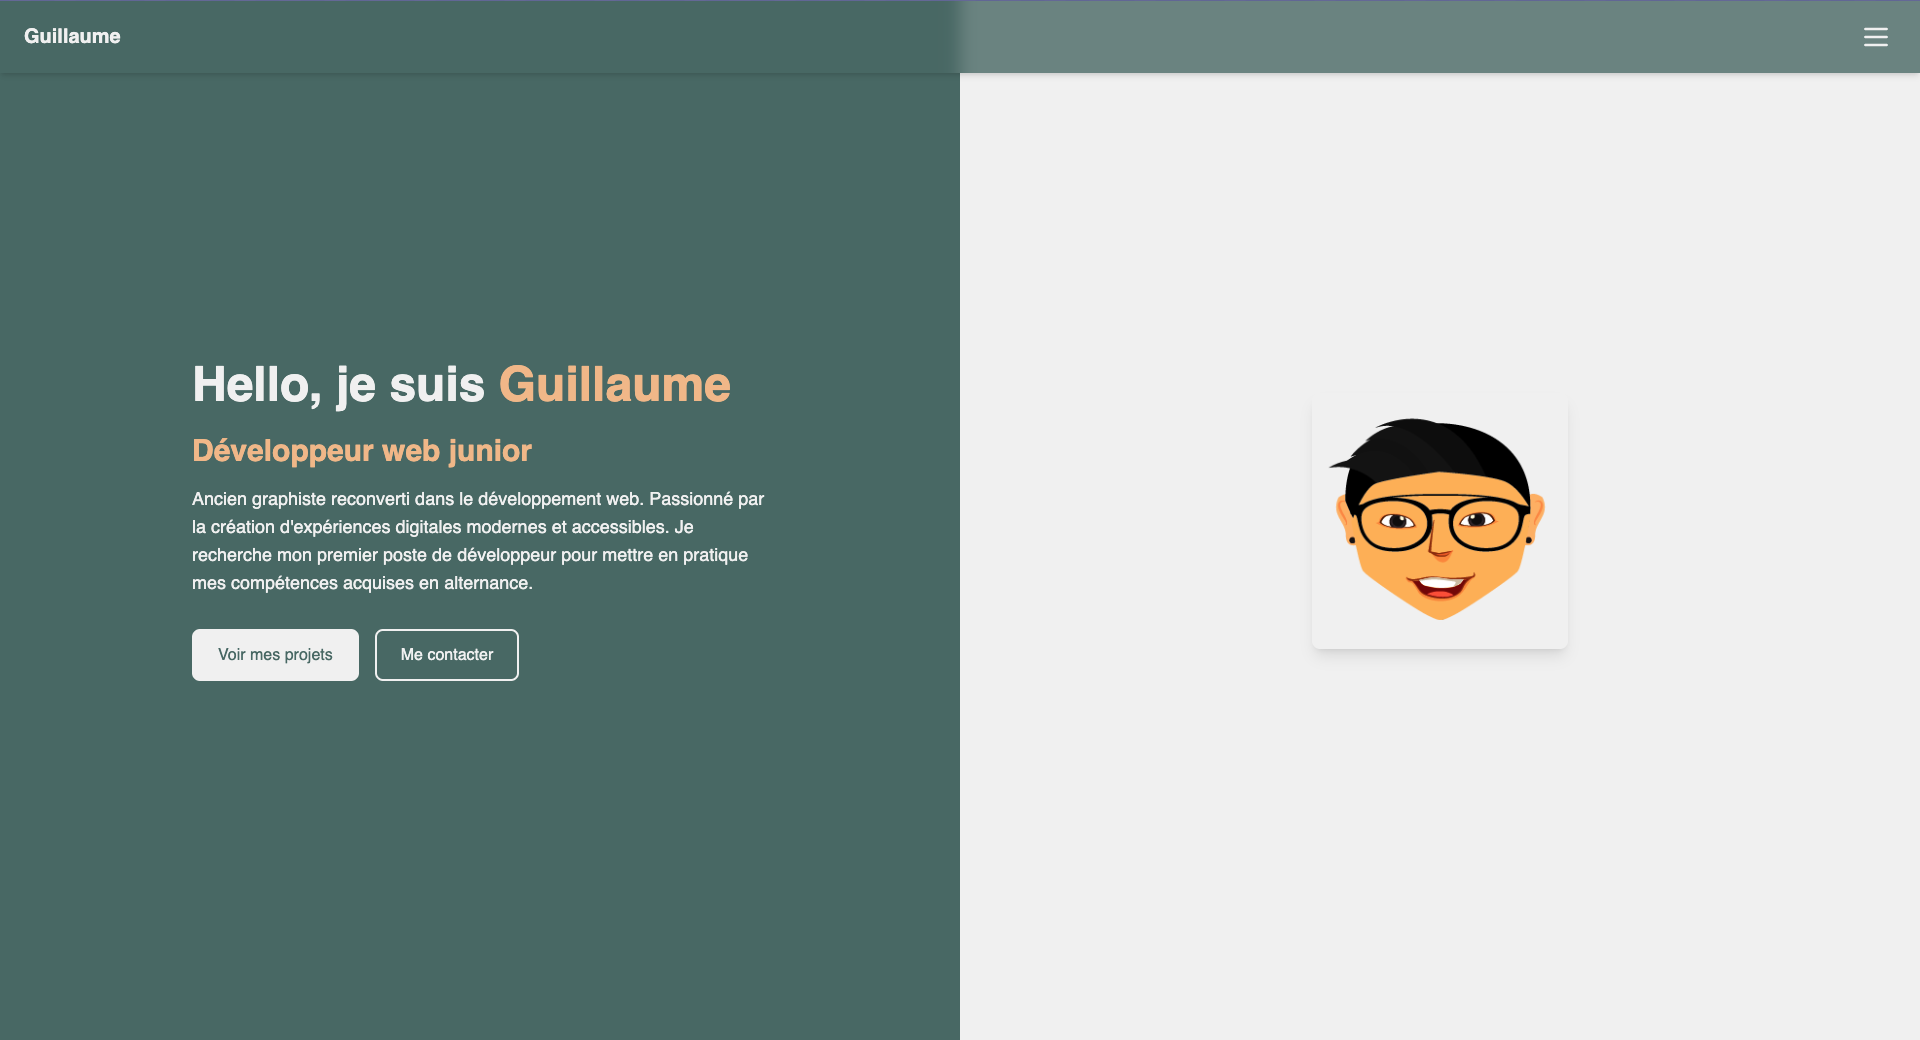 Guillaume
Hello, je suis Guillaume
Développeur web junior
Ancien graphiste reconverti dans le développement web. Passionné par
la création d'expériences digitales modernes et accessibles. Je
recherche mon premier poste de développeur pour mettre en pratique
mes compétences acquises en alternance.
Voir mes projets
Me contacter